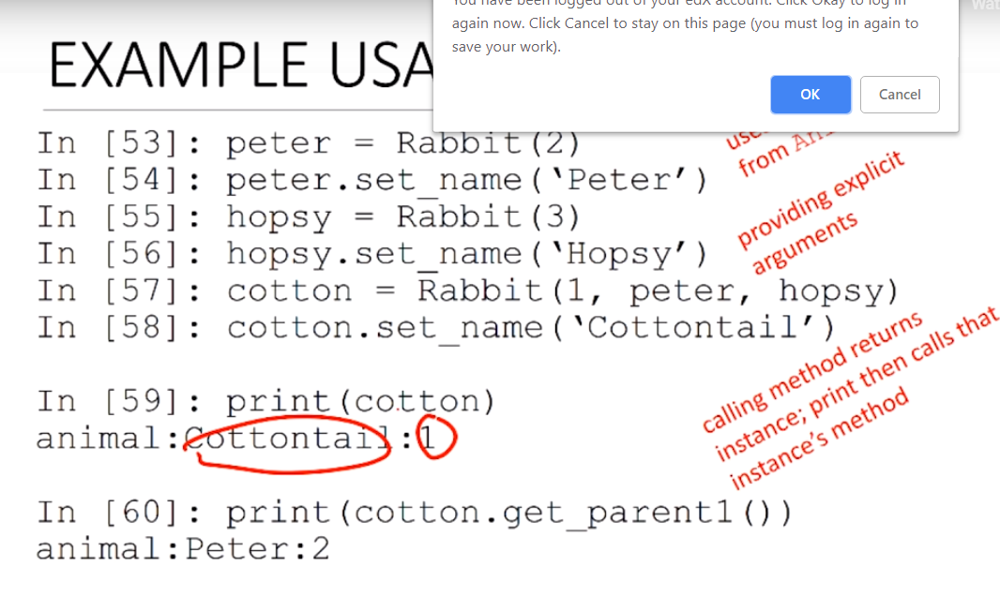 You have been logged out of your edX account. Click Okay to log in
again now. Click Cancel to stay on this page (you must log in again to
save your work).
OK
Cancel
EXAMPLE USA
In [53]: peter = Rabbit(2)
In [54]: peter.set_name(‘Peter’)
In [55]: hopsy = Rabbit(3)
In [56]: hopsy.set_name(‘Hopsy’)
In [57]: cotton = Rabbit(1, peter, hopsy)
In [58]: cotton.set_name(‘Cottontail’)
from
providing explicit
arguments
calling method returns
instance; print then calls that
instance's method
In [59]: print(cotton)
animal:Cottontail:1
In [60]: print(cotton.get_parent1())
animal:Peter:2